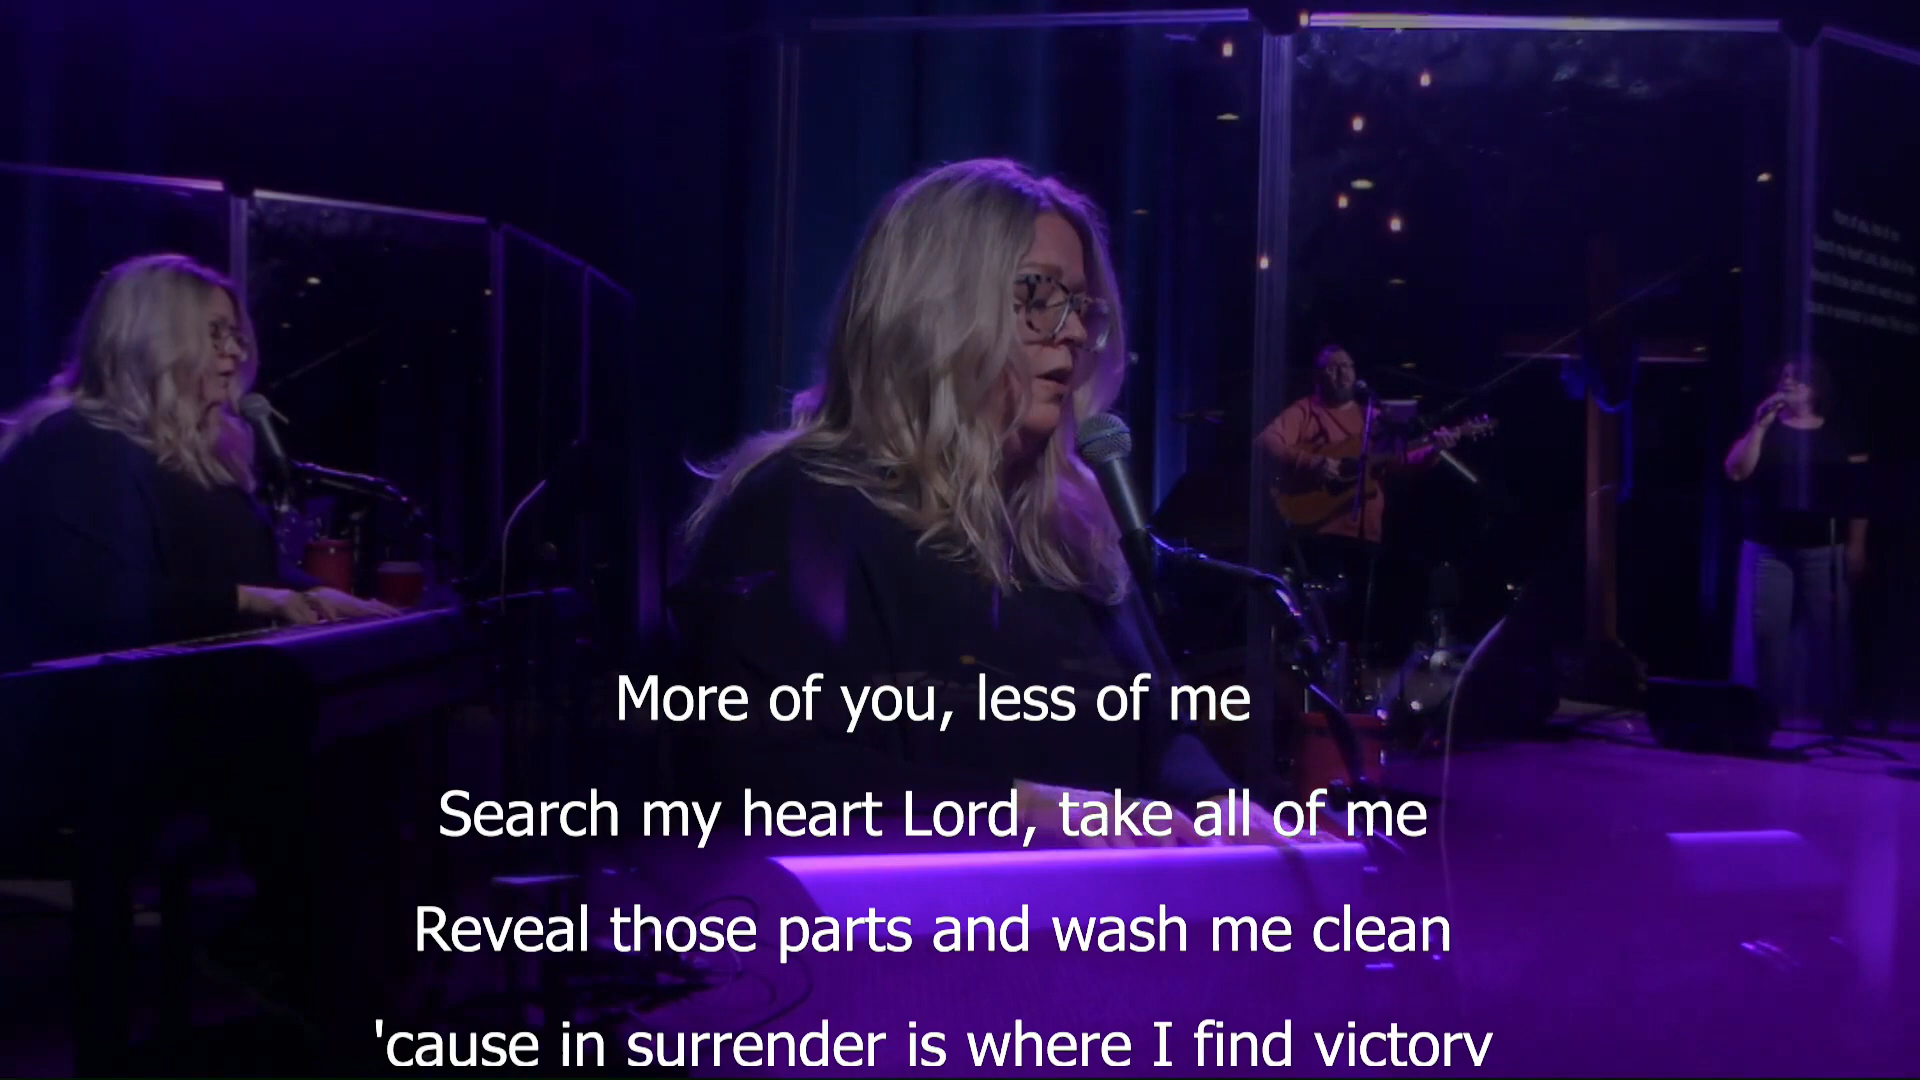 More of you, less of me
Search my heart Lord, take all of me
Reveal those parts and wash me clean
'cause in surrender is where I find victory